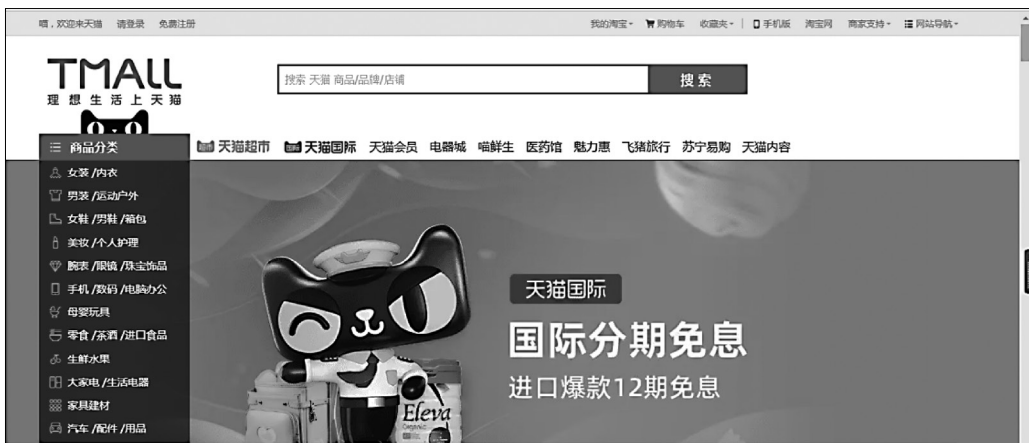 喵，欢迎来天猫 请登录 免费注册 我的淘宝 购物车 收藏夹 手机版 淘宝网 商家支持 网站导航
TMALL
理想生活上天猫
搜索 天猫 商品/品牌/店铺 搜索
商品分类 天猫超市 天猫国际 天猫会员 电器城 喵鲜生 医药馆 魅力惠 飞猪旅行 苏宁易购 天猫内容
女装 /内衣
男装 /运动户外
女鞋 /男鞋 /箱包
美妆 /个人护理
腕表 /眼镜 /珠宝饰品
手机 /数码 /电脑办公
母婴玩具
零食 /茶酒 /进口食品
生鲜水果
大家电 /生活电器
家具建材
汽车 /配件 /用品
天猫国际
国际分期免息
进口爆款12期免息
Eleva
Organic